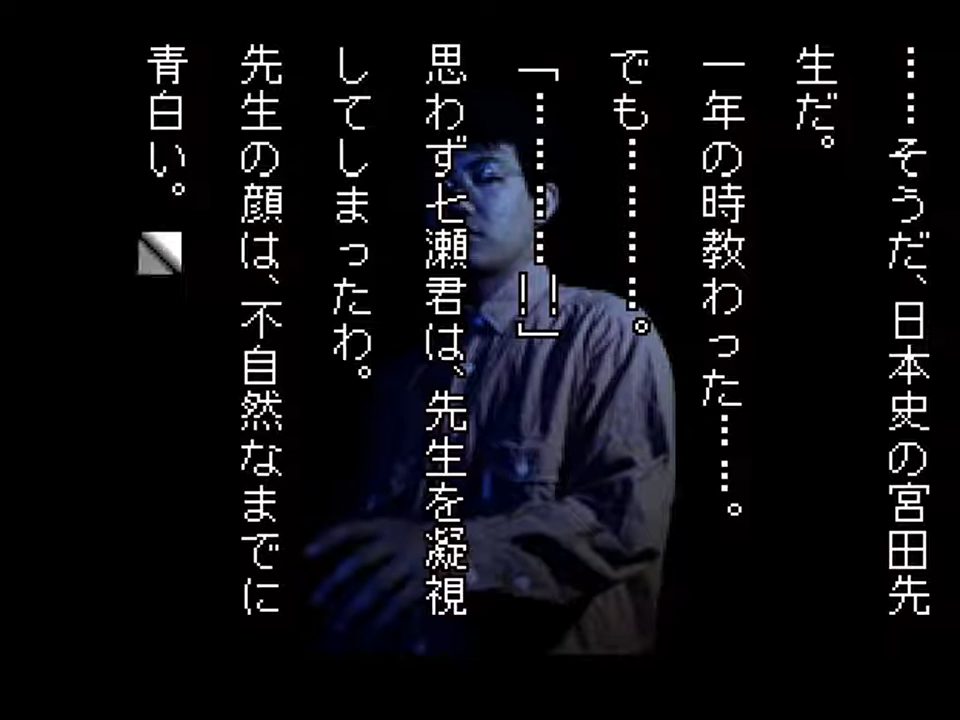 ……そうだ、日本史の宮田先
生だ。
一年の時教わった……。
でも…………。
「…………!!」
思わず七瀬君は、先生を凝視
してしまったわ。
先生の顔は、不自然なまでに
青白い。